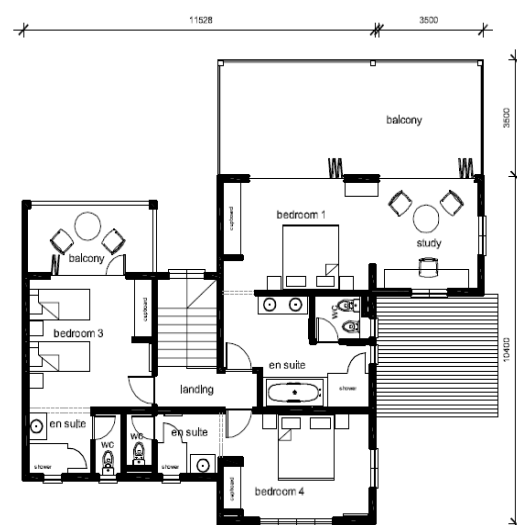 11528
3500
balcony
3500
cupboard
bedroom 1
study
balcony
bedroom 3
cupboard
wc
en suite
landing
shower
10400
en suite
wc
wc
en suite
shower
shower
bedroom 4
cupboard